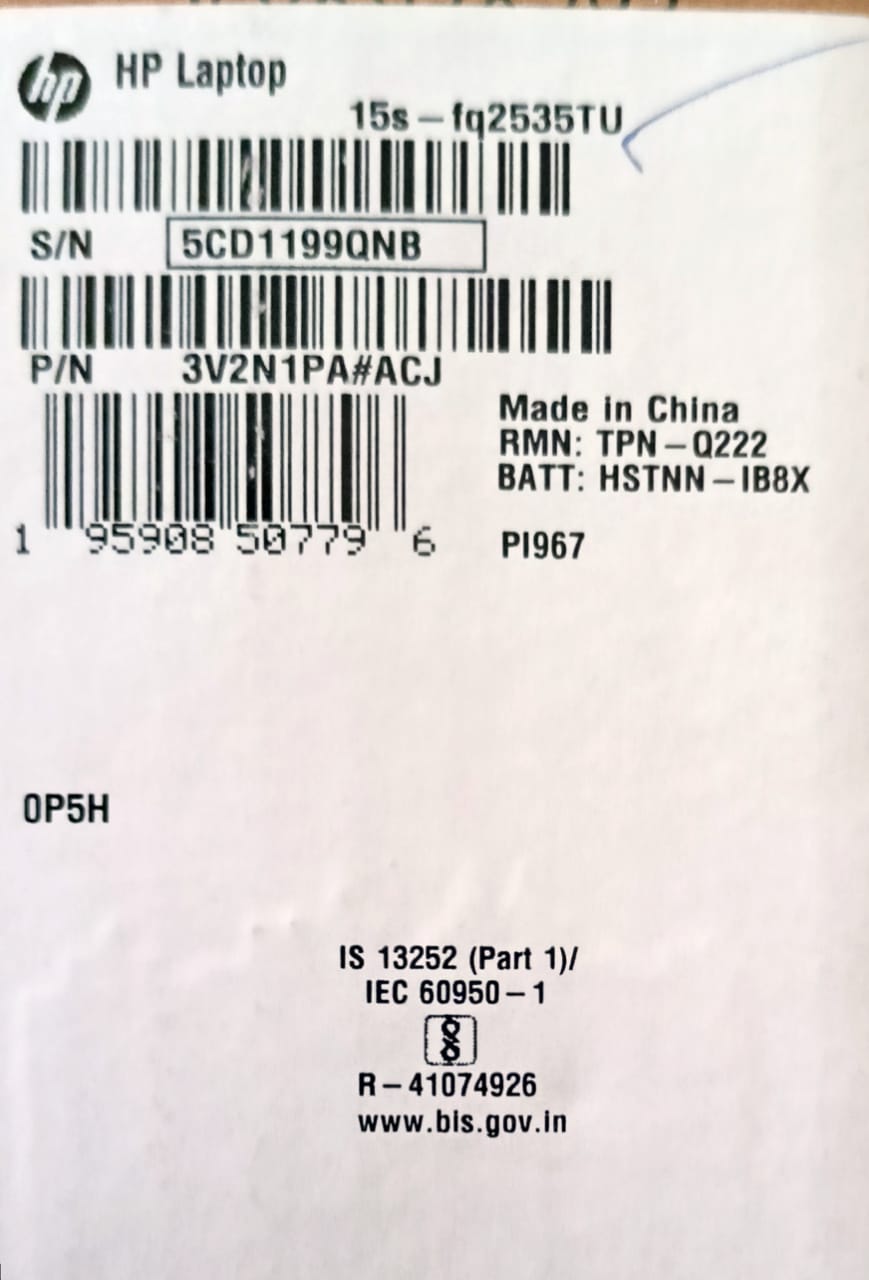 hp HP Laptop
15s-fq2535TU
S/N 5CD1199QNB
P/N 3V2N1PA#ACJ
1 95908 50779 6
Made in China
RMN: TPN-Q222
BATT: HSTNN-IB8X
PI967
0P5H
IS 13252 (Part 1)/
IEC 60950-1
R-41074926
www.bis.gov.in